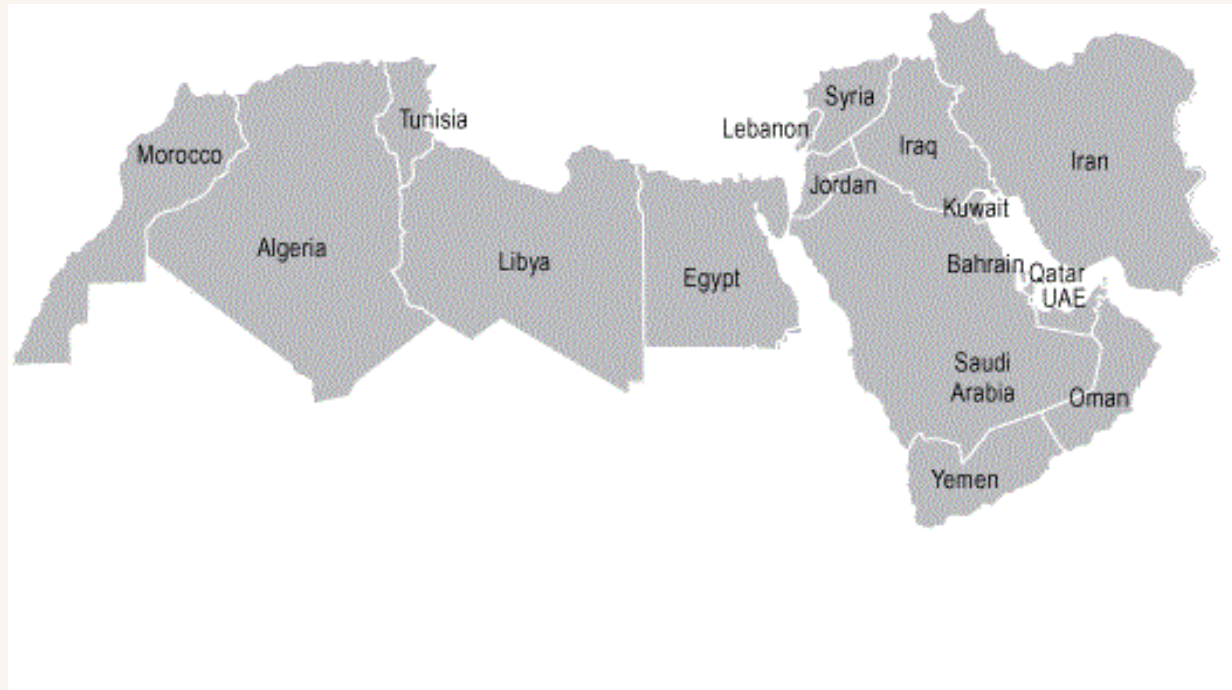 Syria
Tunisia
Lebanon
Morocco
Iraq
Iran
Jordan
Kuwait
Algeria
Libya
Egypt
Bahrain
Qatar
UAE
Saudi
Arabia
Oman
Yemen